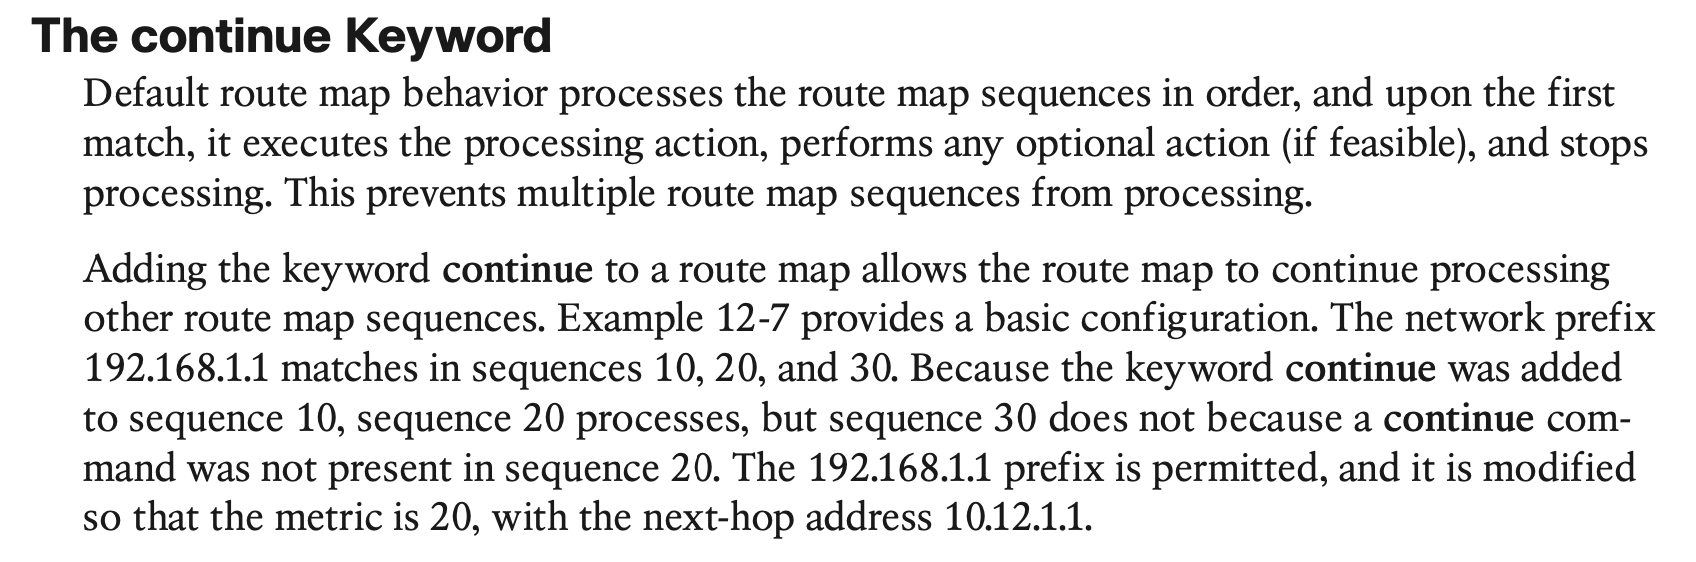 The continue Keyword
Default route map behavior processes the route map sequences in order, and upon the first
match, it executes the processing action, performs any optional action (if feasible), and stops
processing. This prevents multiple route map sequences from processing.
Adding the keyword continue to a route map allows the route map to continue processing
other route map sequences. Example 12-7 provides a basic configuration. The network prefix
192.168.1.1 matches in sequences 10, 20, and 30. Because the keyword continue was added
to sequence 10, sequence 20 processes, but sequence 30 does not because a continue com-
mand was not present in sequence 20. The 192.168.1.1 prefix is permitted, and it is modified
so that the metric is 20, with the next-hop address 10.12.1.1.